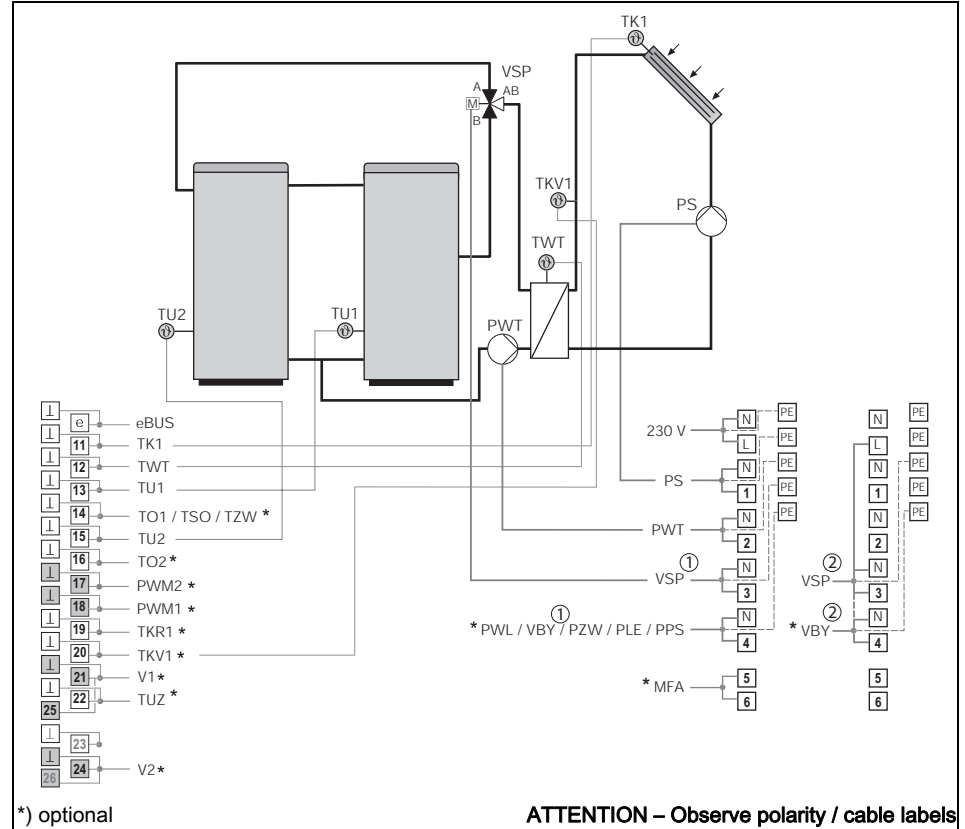 TK1
VSP
A
AB
M
B
TKV1
PS
TWT
TU2
TU1
PWT
⊥
e
eBUS
⊥
11
TK1
⊥
12
TWT
⊥
13
TU1
⊥
14
TO1 / TSO / TZW *
⊥
15
TU2
⊥
16
TO2 *
⊥
17
PWM2 *
⊥
18
PWM1 *
⊥
19
TKR1 *
⊥
20
TKV1 *
⊥
21
V1 *
⊥
22
TUZ *
25
⊥
23
⊥
24
V2 *
26
230 V
N
PE
L
PE
PS
N
1
PE
PWT
N
2
PE
VSP ①
N
3
PE
* PWL / VBY / PZW / PLE / PPS ①
N
4
* MFA
5
6
N
PE
L
PE
N
1
PE
N
2
PE
VSP ②
N
3
PE
* VBY ②
N
4
5
6
*) optional
ATTENTION – Observe polarity / cable labels